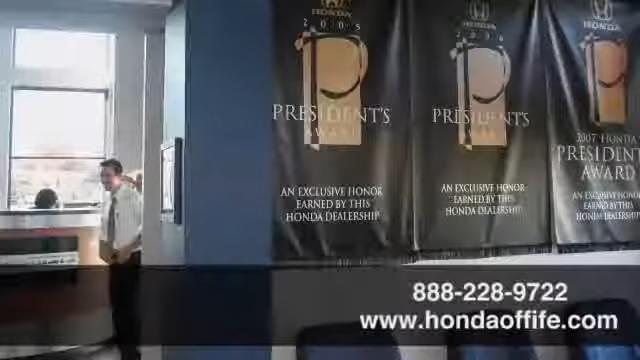 HONDA
2005
PRESIDENT'S
AWARD
AN EXCLUSIVE HONOR
EARNED BY THIS
HONDA DEALERSHIP
HONDA
2006
PRESIDENT'S
AWARD
AN EXCLUSIVE HONOR
EARNED BY THIS
HONDA DEALERSHIP
HONDA
2007 HONDA
PRESIDENT'S
AWARD
AN EXCLUSIVE HONOR
EARNED BY THIS
HONDA DEALERSHIP
888-228-9722
www.hondaoffife.com